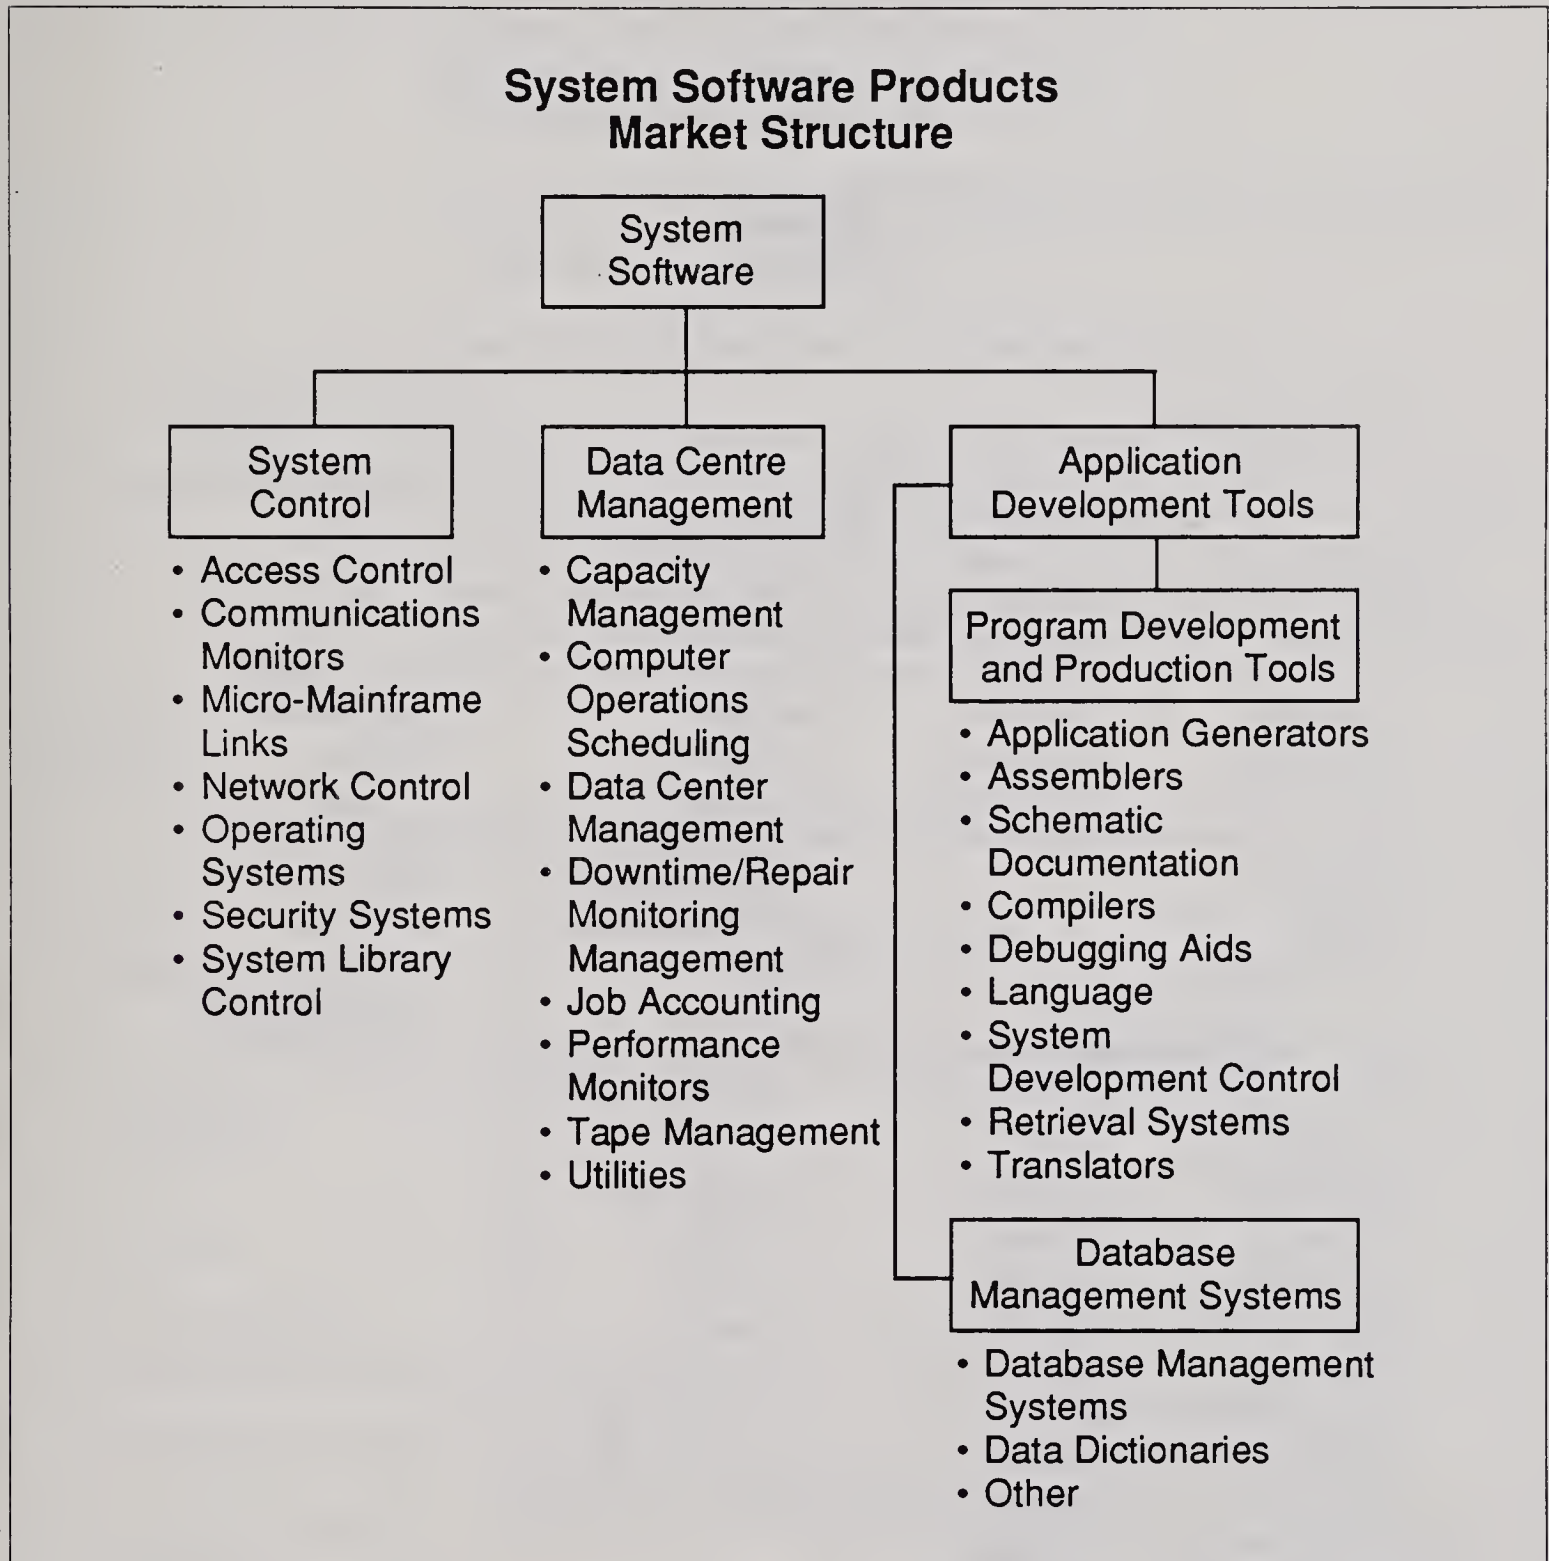 System Software Products
Market Structure
System
Software
System
Control
• Access Control
• Communications
Monitors
• Micro-Mainframe
Links
• Network Control
• Operating
Systems
• Security Systems
• System Library
Control
Data Centre
Management
• Capacity
Management
• Computer
Operations
Scheduling
• Data Center
Management
• Downtime/Repair
Monitoring
Management
• Job Accounting
• Performance
Monitors
• Tape Management
• Utilities
Application
Development Tools
Program Development
and Production Tools
• Application Generators
• Assemblers
• Schematic
Documentation
• Compilers
• Debugging Aids
• Language
• System
Development Control
• Retrieval Systems
• Translators
Database
Management Systems
• Database Management
Systems
• Data Dictionaries
• Other